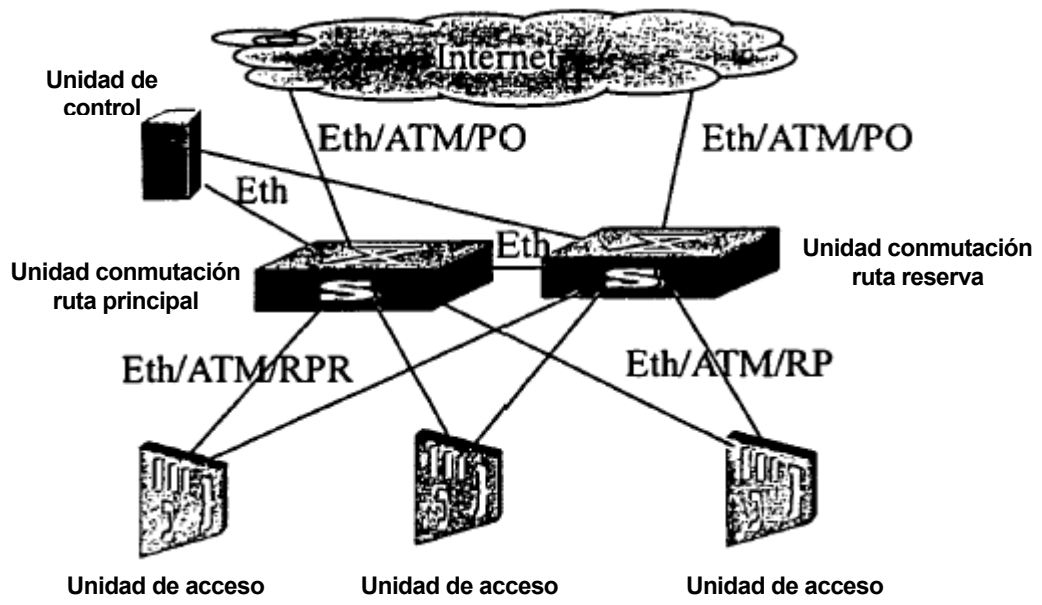 Internet
Unidad de
control
Eth/ATM/PO
Eth/ATM/PO
Eth
Eth
Unidad conmutación
ruta principal
Unidad conmutación
ruta reserva
Eth/ATM/RPR
Eth/ATM/RP
Unidad de acceso
Unidad de acceso
Unidad de acceso